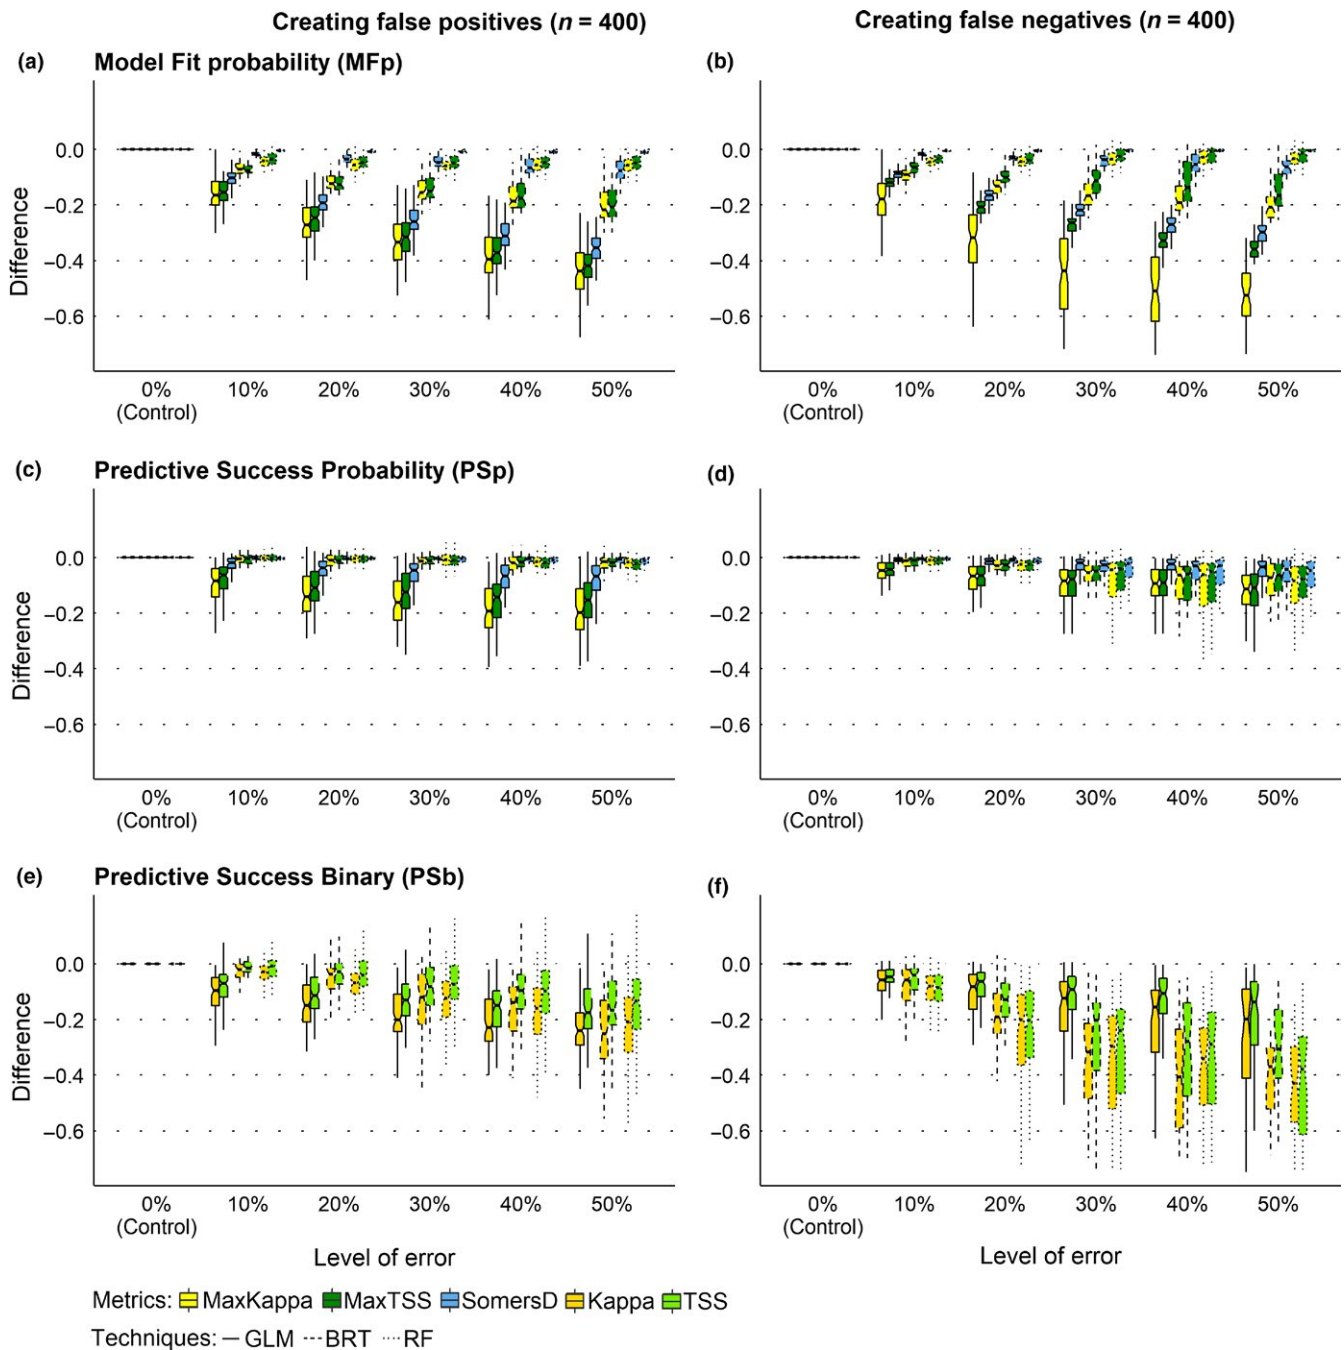 Creating false positives (n = 400)
Creating false negatives (n = 400)
(a) Model Fit probability (MFp)
(b)
Difference
0.0
−0.2
−0.4
−0.6
0% 10% 20% 30% 40% 50%
(Control)
0.0
−0.2
−0.4
−0.6
0% 10% 20% 30% 40% 50%
(Control)
(c) Predictive Success Probability (PSp)
(d)
Difference
0.0
−0.2
−0.4
−0.6
0% 10% 20% 30% 40% 50%
(Control)
0.0
−0.2
−0.4
−0.6
0% 10% 20% 30% 40% 50%
(Control)
(e) Predictive Success Binary (PSb)
(f)
Difference
0.0
−0.2
−0.4
−0.6
0% 10% 20% 30% 40% 50%
(Control)
Level of error
0.0
−0.2
−0.4
−0.6
0% 10% 20% 30% 40% 50%
(Control)
Level of error
Metrics: MaxKappa MaxTSS SomersD Kappa TSS
Techniques: GLM BRT RF